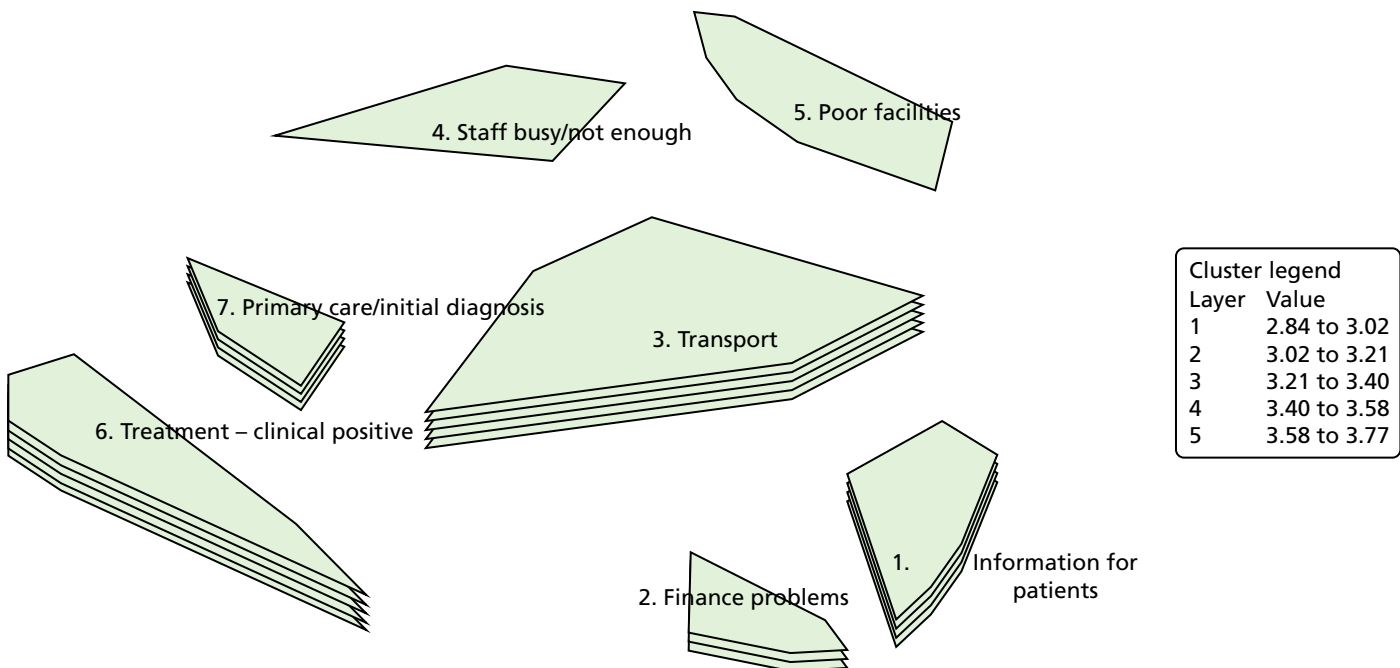 5. Poor facilities
4. Staff busy/not enough
7. Primary care/initial diagnosis
3. Transport
6. Treatment – clinical positive
1. Information for
patients
2. Finance problems
Cluster legend
Layer Value
1 2.84 to 3.02
2 3.02 to 3.21
3 3.21 to 3.40
4 3.40 to 3.58
5 3.58 to 3.77